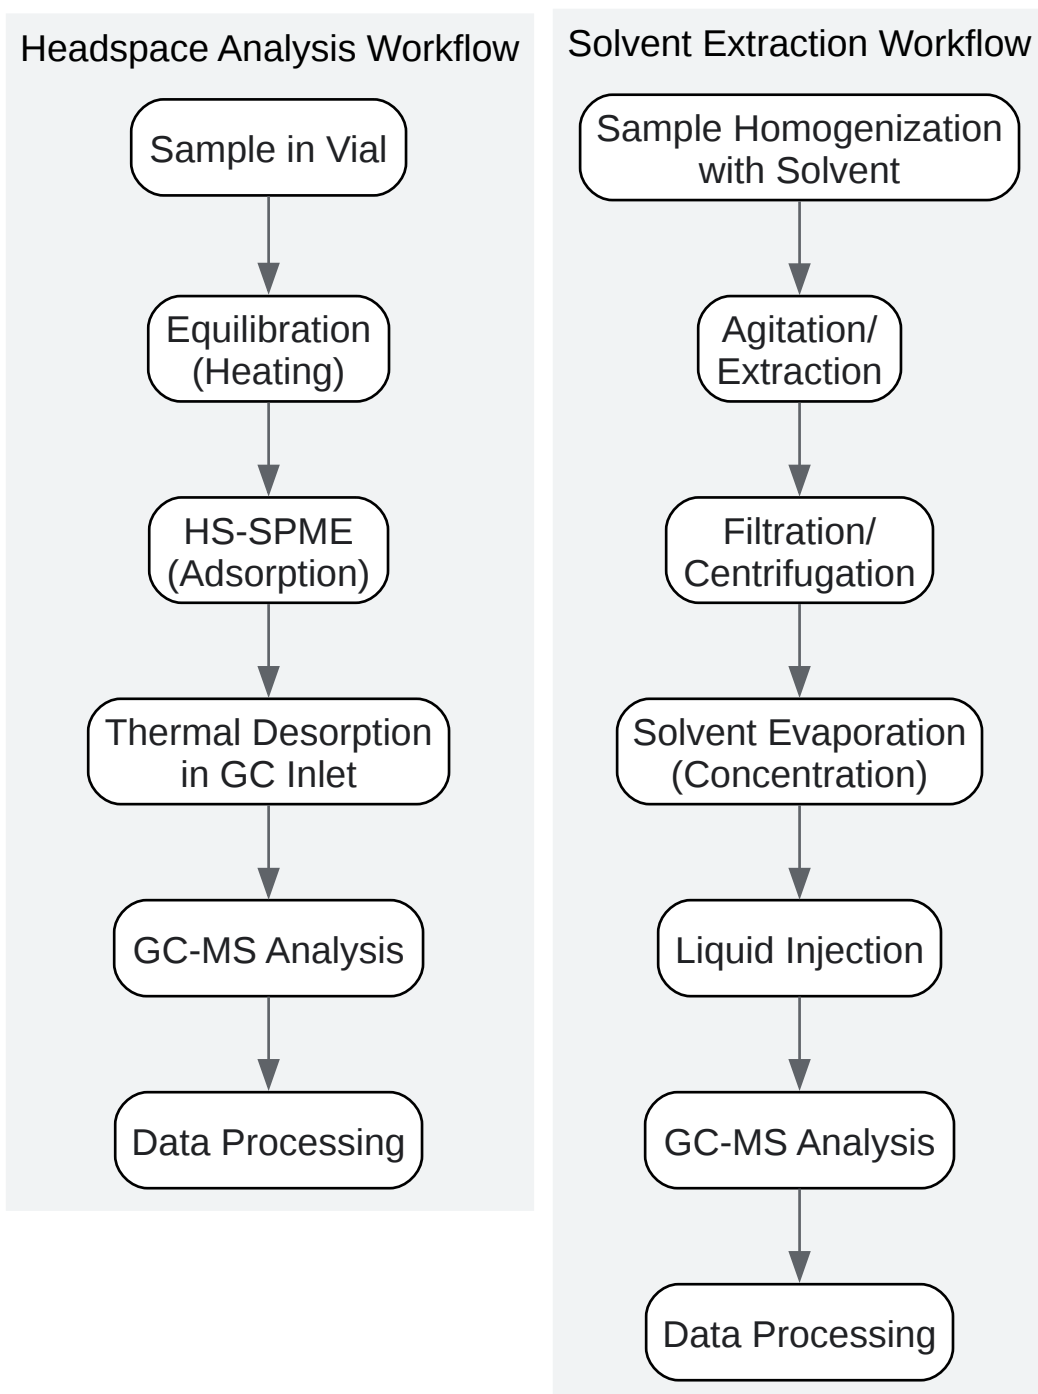 Headspace Analysis Workflow
Sample in Vial
Equilibration
(Heating)
HS-SPME
(Adsorption)
Thermal Desorption
in GC Inlet
GC-MS Analysis
Data Processing
Solvent Extraction Workflow
Sample Homogenization
with Solvent
Agitation/
Extraction
Filtration/
Centrifugation
Solvent Evaporation
(Concentration)
Liquid Injection
GC-MS Analysis
Data Processing